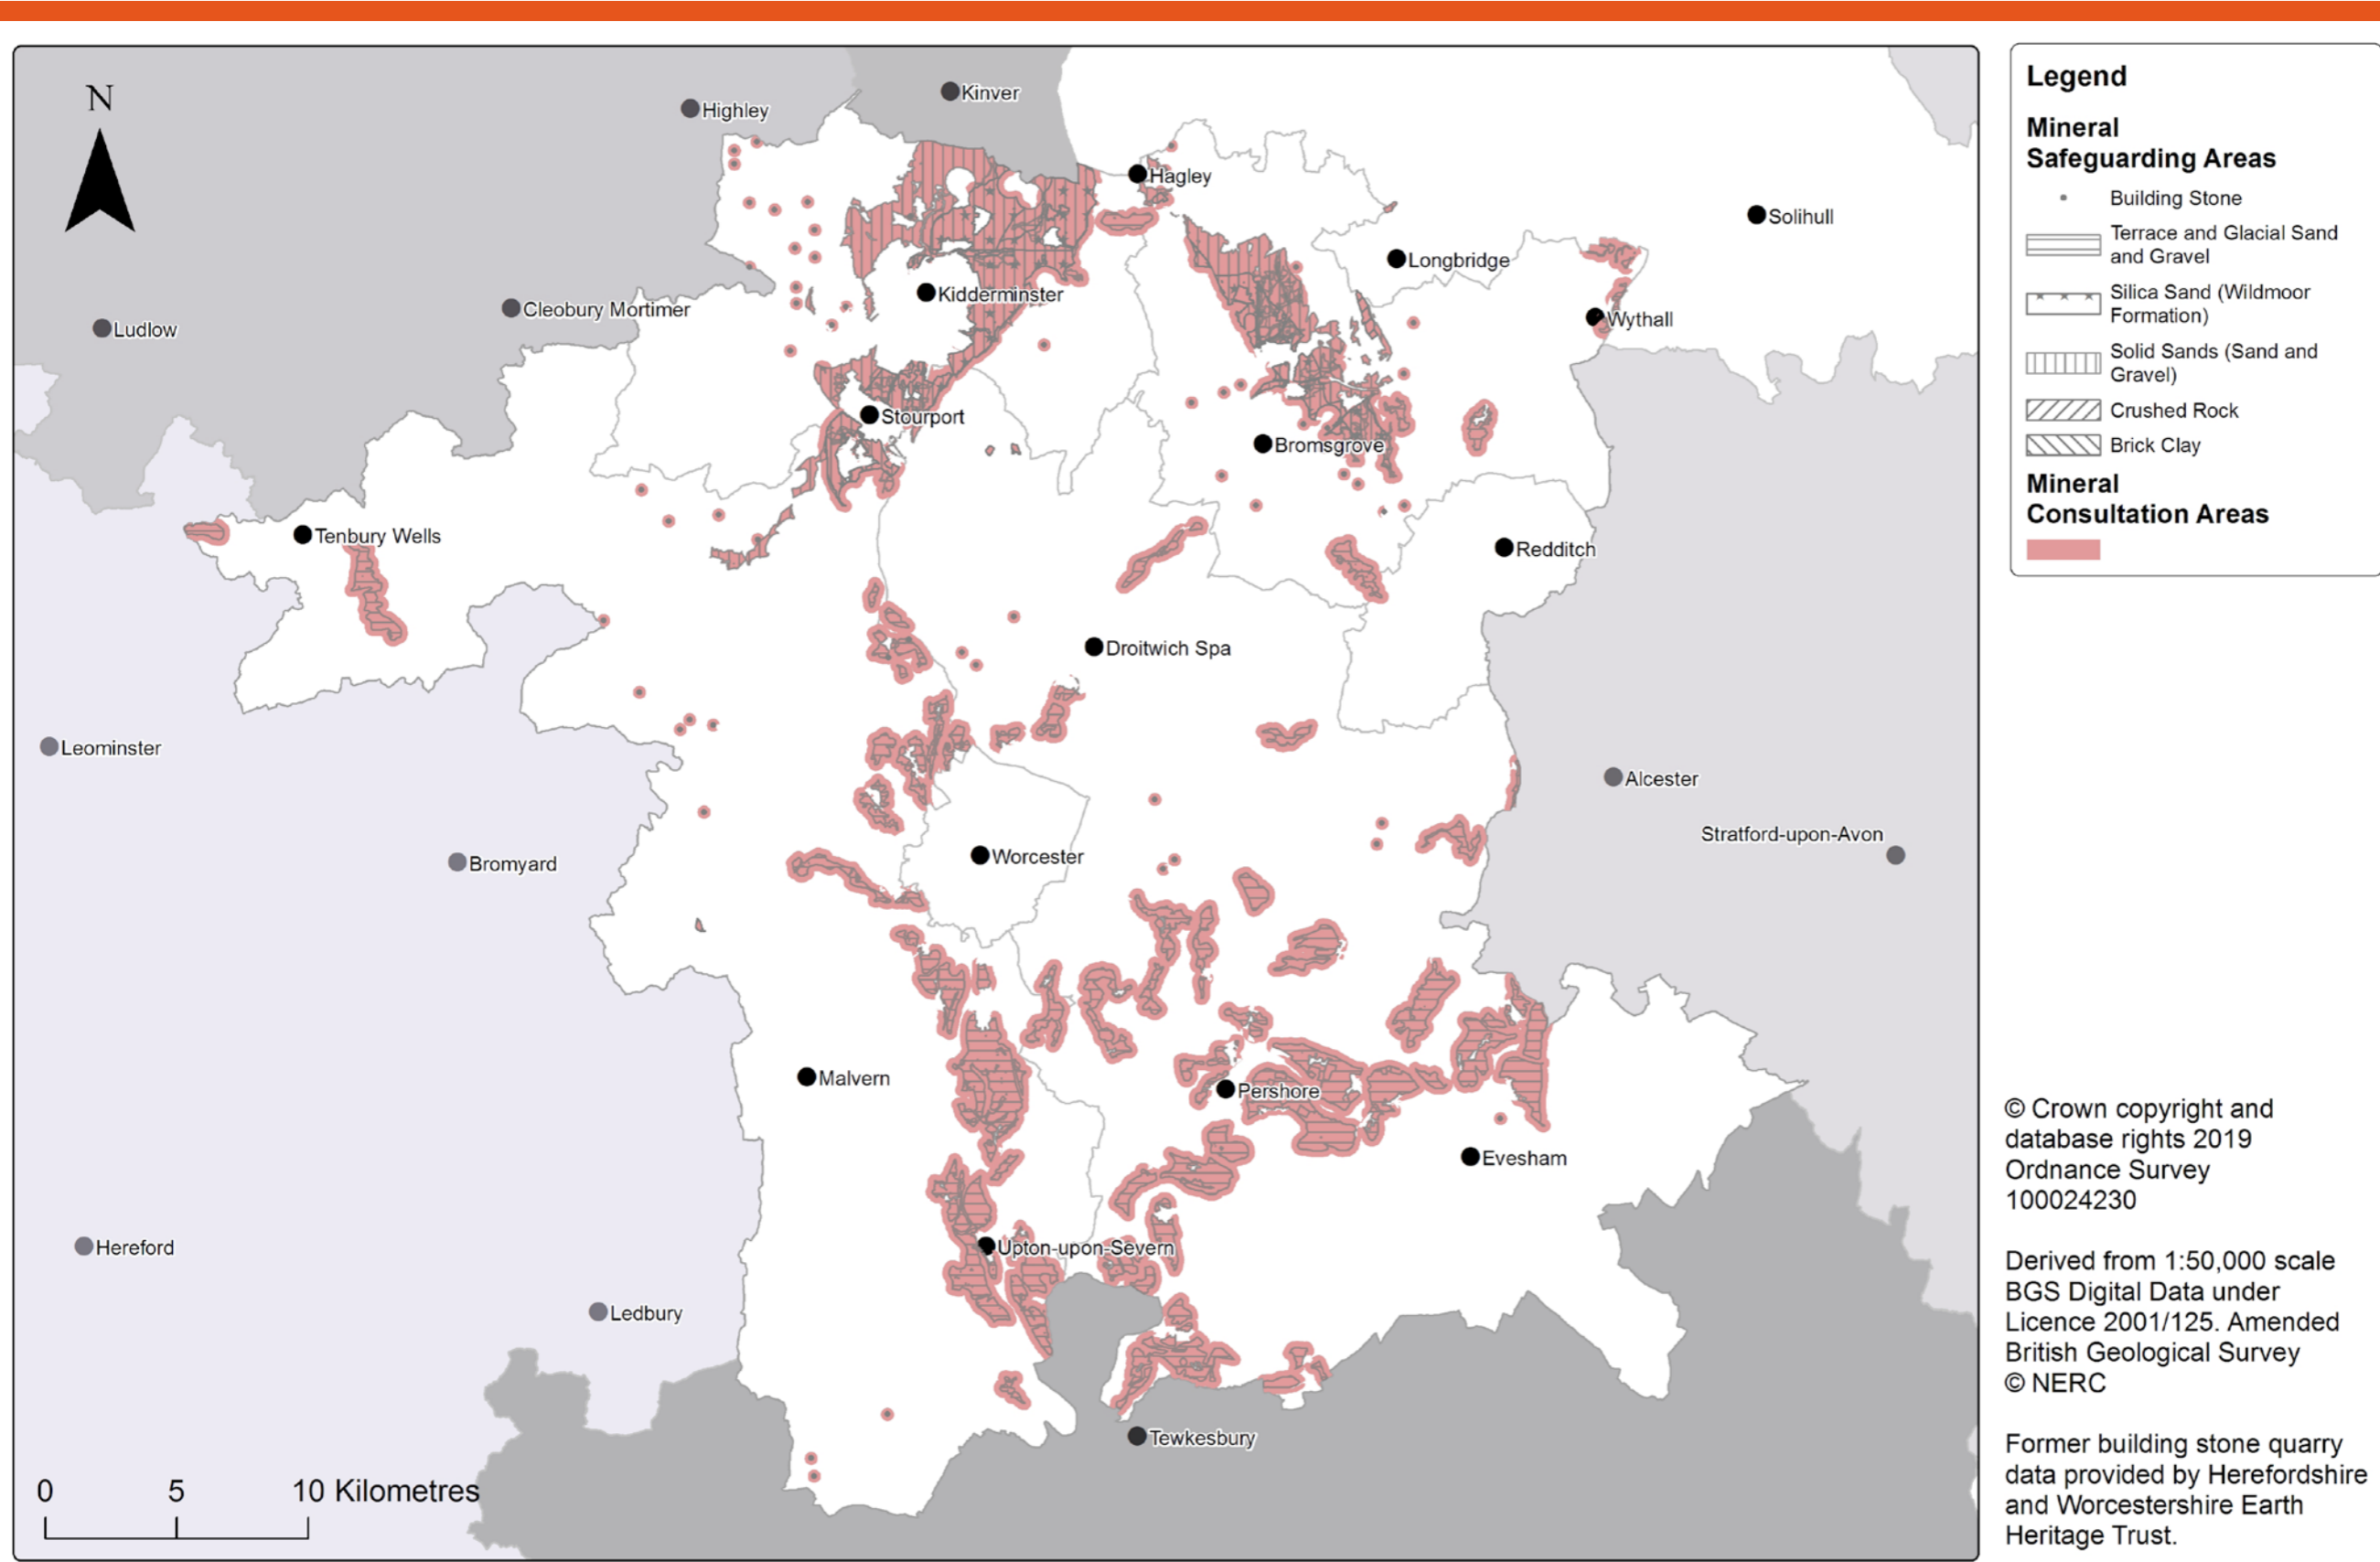 N
Highley
Kinver
Hagley
Solihull
Longbridge
Kidderminster
Cleobury Mortimer
Wythall
Ludlow
Stourport
Bromsgrove
Tenbury Wells
Redditch
Droitwich Spa
Leominster
Alcester
Stratford-upon-Avon
Worcester
Bromyard
Malvern
Pershore
Evesham
Hereford
Upton-upon-Severn
Ledbury
Tewkesbury
0 5 10 Kilometres
Legend
Mineral
Safeguarding Areas
Building Stone
Terrace and Glacial Sand
and Gravel
Silica Sand (Wildmoor
Formation)
Solid Sands (Sand and
Gravel)
Crushed Rock
Brick Clay
Mineral
Consultation Areas
© Crown copyright and
database rights 2019
Ordnance Survey
100024230
Derived from 1:50,000 scale
BGS Digital Data under
Licence 2001/125. Amended
British Geological Survey
© NERC
Former building stone quarry
data provided by Herefordshire
and Worcestershire Earth
Heritage Trust.